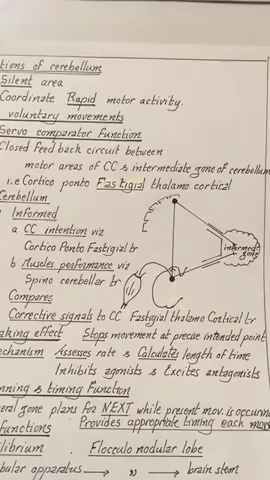 tions of cerebellum
Silent area
Coordinate Rapid motor activity.
voluntary movements
Servo comparator Function
Closed Feed back circuit between
motor areas of CC & intermediate zone of cerebellum
i.e Cortico ponto Fastigial thalamo cortical
Cerebellum
Informed
a CC intention via
Cortico Ponto Fastigial tr
intermed.
zone
b Muscles performance via
Spino cerebellar tr
Compares
Corrective signals to CC Fastigial thalamo Cortical tr
aking effect Stops movement at precise intended point
echanism Assesses rate & Calculates length of time
Inhibits agonists & Excites antagonists
nning & timing Function
eral zone plans for NEXT while present mov. is occurin
functions Provides appropriate timing each mov
librium . Flocculo nodular lobe
bular apparatus → " → brain stem